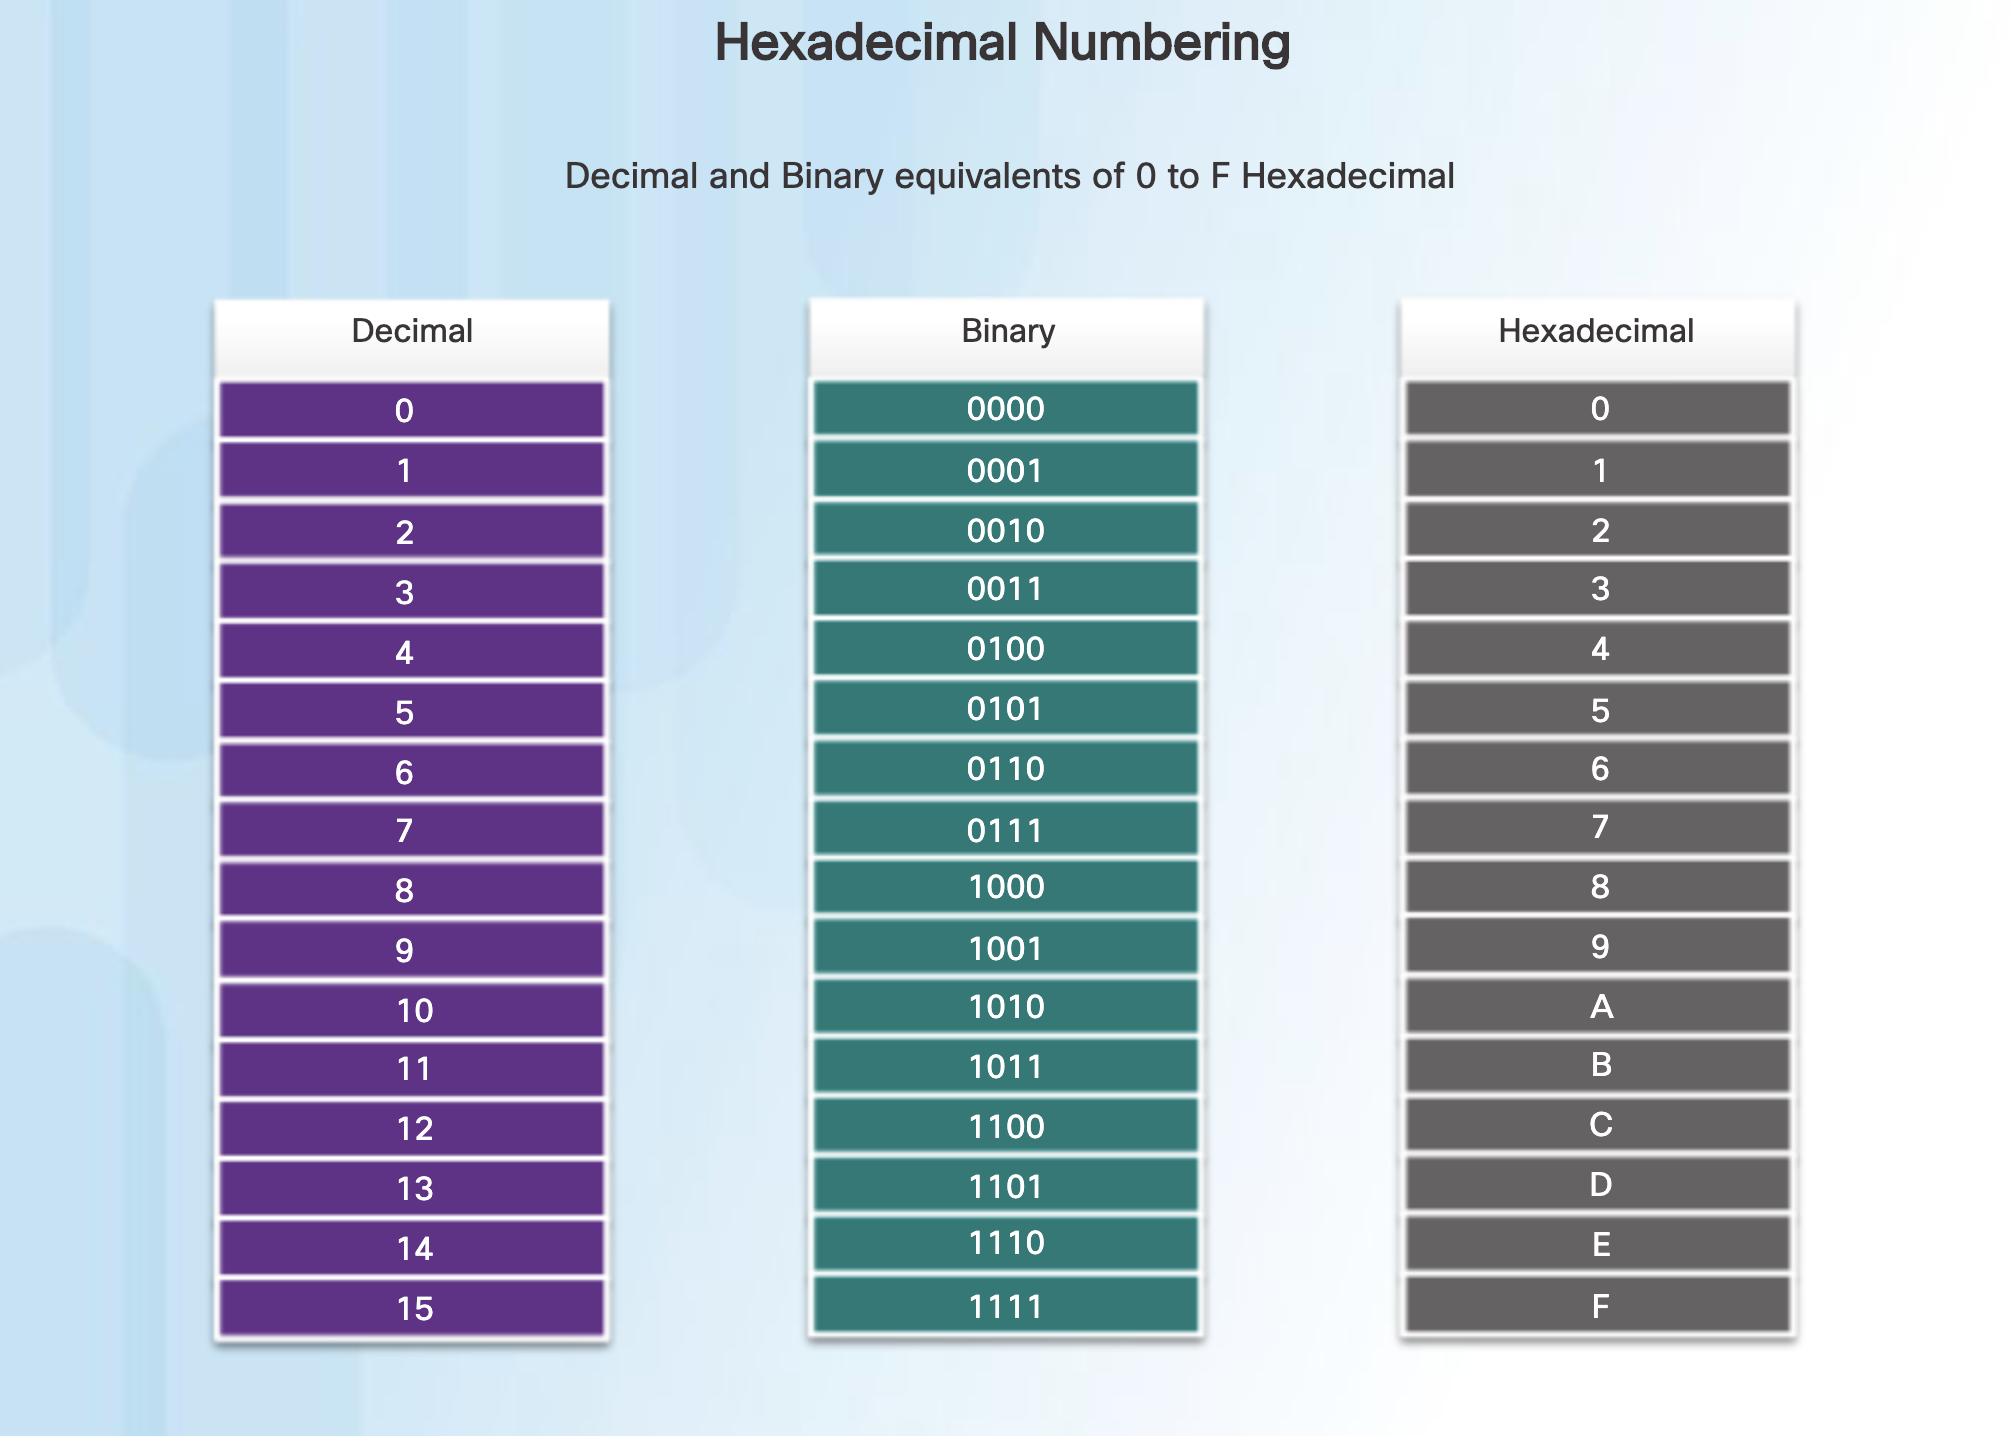 Hexadecimal Numbering
Decimal and Binary equivalents of 0 to F Hexadecimal
Decimal Binary Hexadecimal
0 0000 0
1 0001 1
2 0010 2
3 0011 3
4 0100 4
5 0101 5
6 0110 6
7 0111 7
8 1000 8
9 1001 9
10 1010 A
11 1011 B
12 1100 C
13 1101 D
14 1110 E
15 1111 F